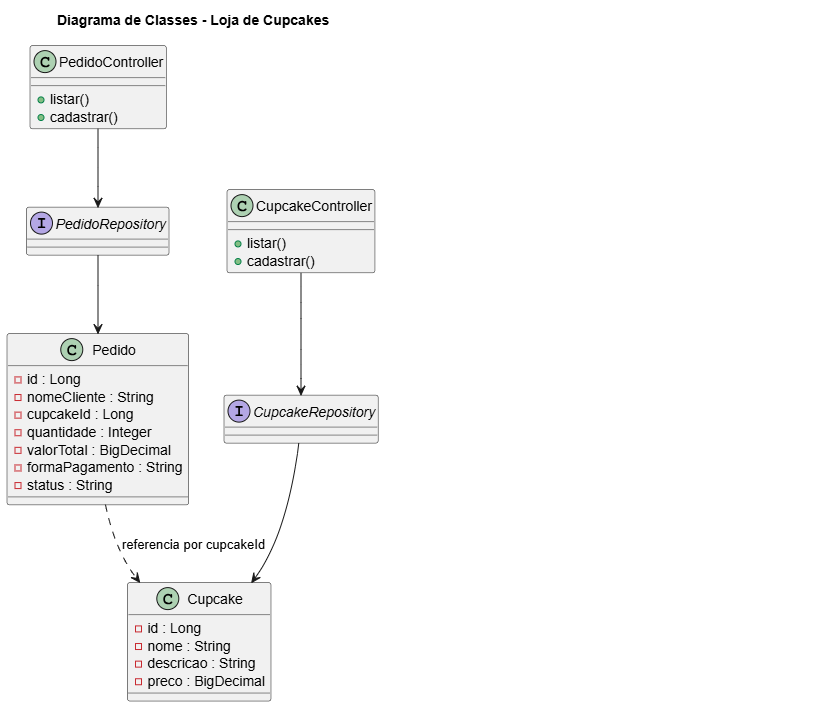 Diagrama de Classes - Loja de Cupcakes
C PedidoController
listar()
cadastrar()
I PedidoRepository
C CupcakeController
listar()
cadastrar()
C Pedido
id : Long
nomeCliente : String
cupcakeId : Long
quantidade : Integer
valorTotal : BigDecimal
formaPagamento : String
status : String
I CupcakeRepository
referencia por cupcakeId
C Cupcake
id : Long
nome : String
descricao : String
preco : BigDecimal